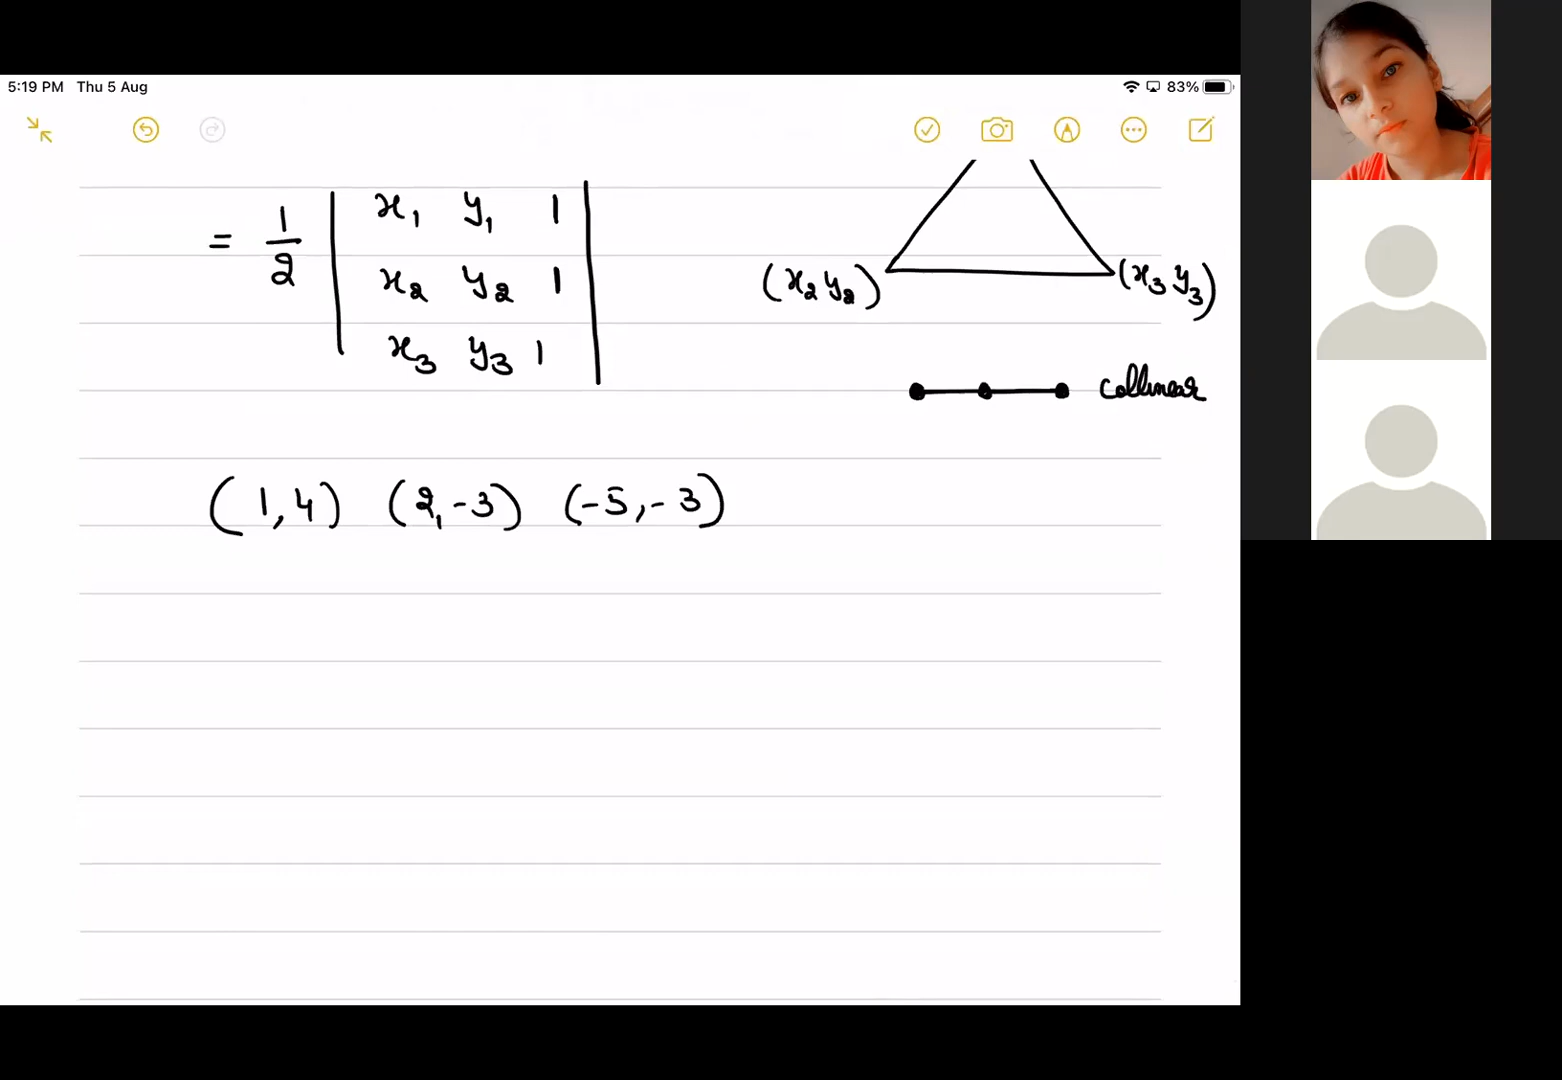 5:19 PM Thu 5 Aug
83%
= 1/2 | x₁ y₁ 1 |
| x₂ y₂ 1 |
| x₃ y₃ 1 |
(x₂ y₂)
(x₃ y₃)
collinear
(1,4) (2,-3) (-5,-3)